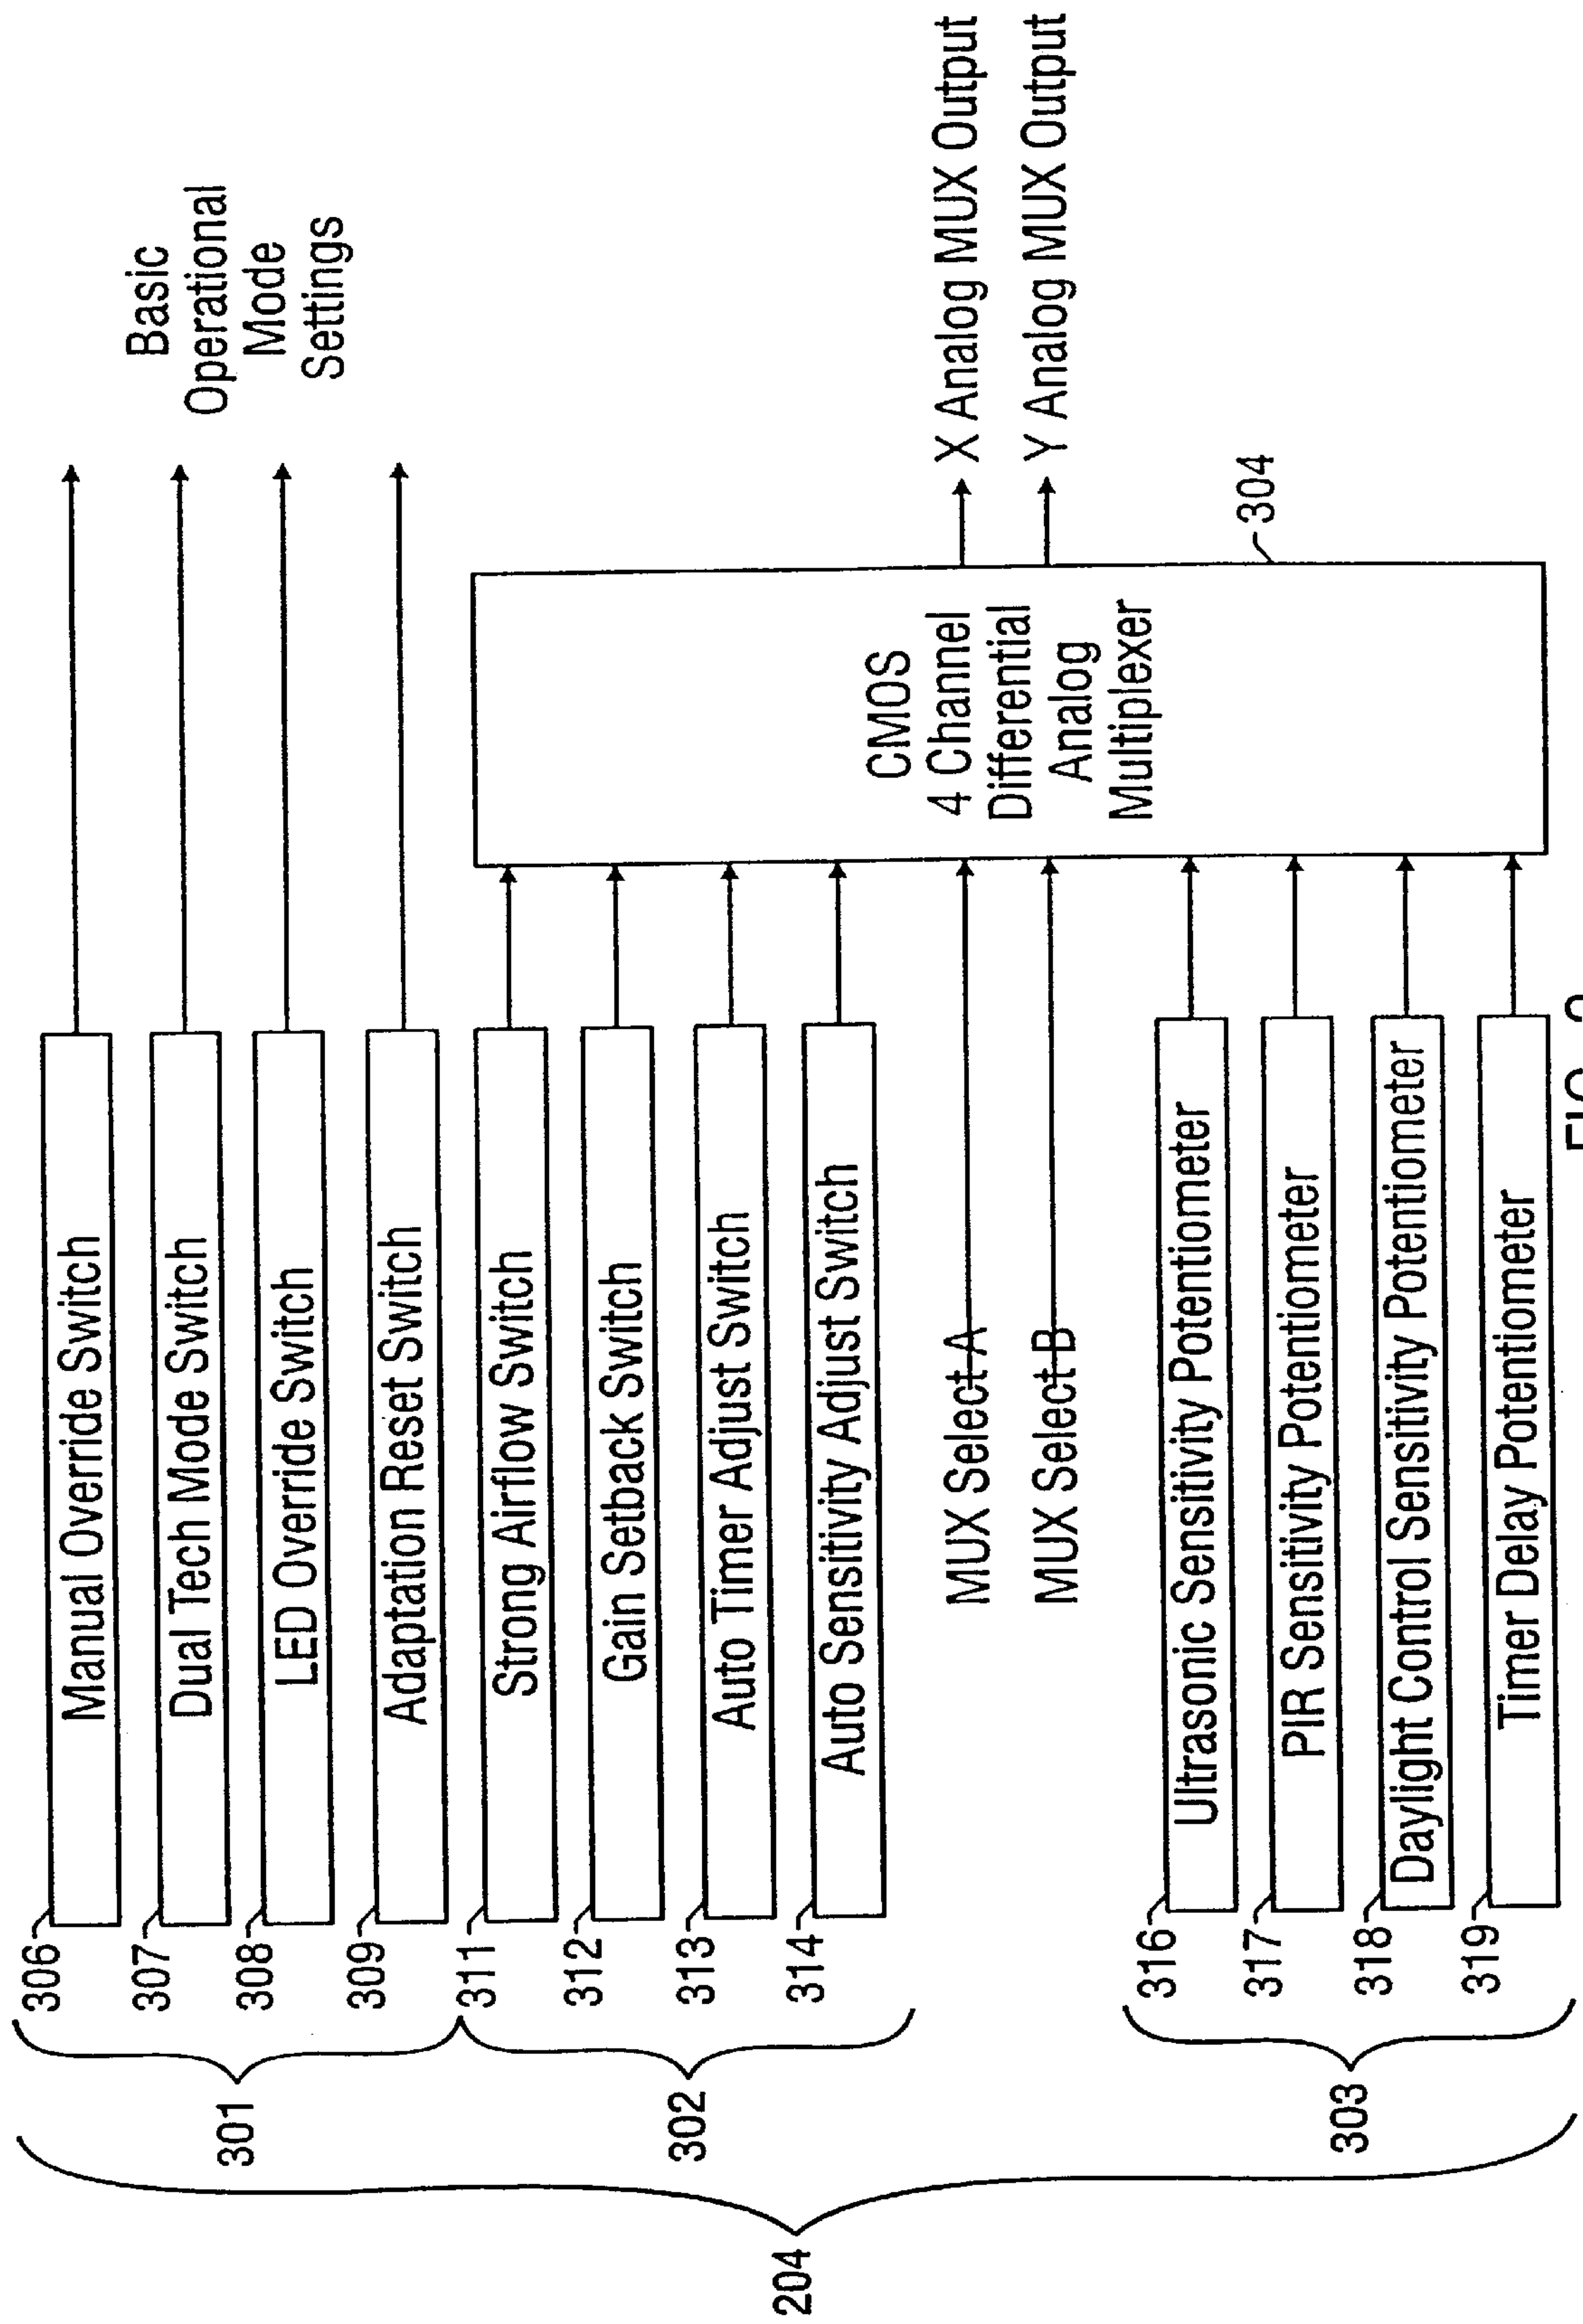 306
Manual Override Switch
307
Dual Tech Mode Switch
308
LED Override Switch
309
Adaptation Reset Switch
311
Strong Airflow Switch
312
Gain Setback Switch
313
Auto Timer Adjust Switch
314
Auto Sensitivity Adjust Switch
MUX Select A
MUX Select B
316
Ultrasonic Sensitivity Potentiometer
317
PIR Sensitivity Potentiometer
318
Daylight Control Sensitivity Potentiometer
319
Timer Delay Potentiometer
301
302
303
204
Basic
Operational
Mode
Settings
CMOS
4 Channel
Differential
Analog
Multiplexer
304
X Analog MUX Output
Y Analog MUX Output